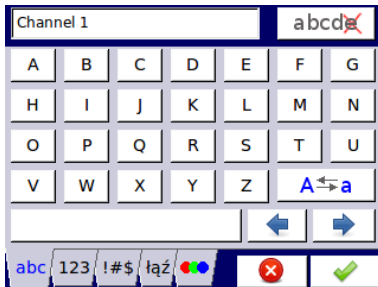 Channel 1 abcde
A B C D E F G
H I J K L M N
O P Q R S T U
V W X Y Z A a
abc 123 !#$ łąź